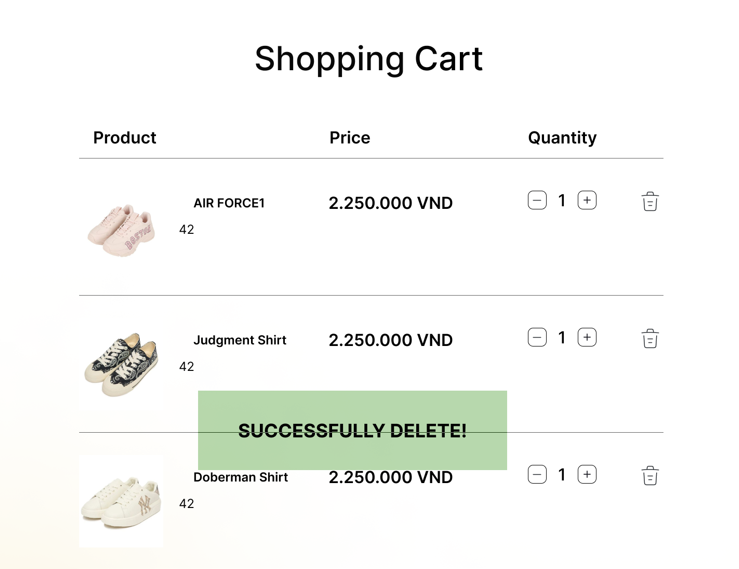 Shopping Cart
Product Price Quantity
AIR FORCE1 2.250.000 VND 1
42
Judgment Shirt 2.250.000 VND 1
42
SUCCESSFULLY DELETE!
Doberman Shirt 2.250.000 VND 1
42